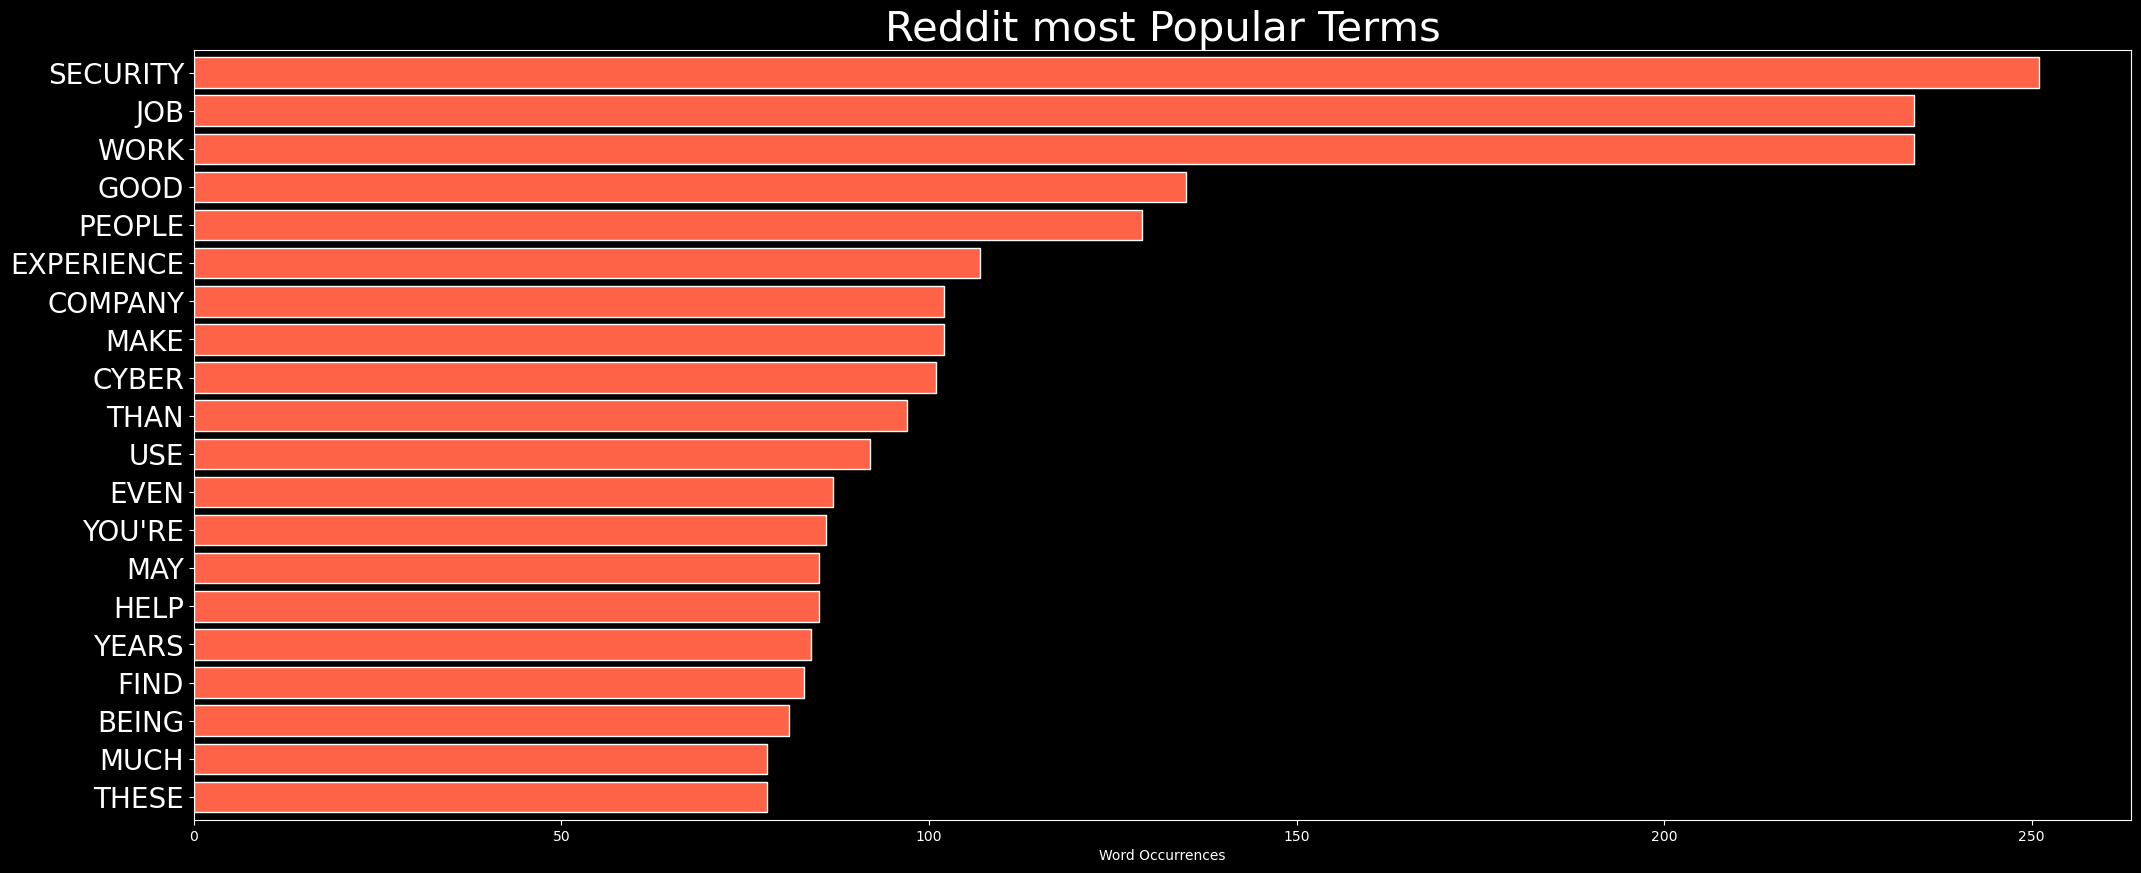 Reddit most Popular Terms
SECURITY
JOB
WORK
GOOD
PEOPLE
EXPERIENCE
COMPANY
MAKE
CYBER
THAN
USE
EVEN
YOU'RE
MAY
HELP
YEARS
FIND
BEING
MUCH
THESE
0 50 100 150 200 250
Word Occurrences